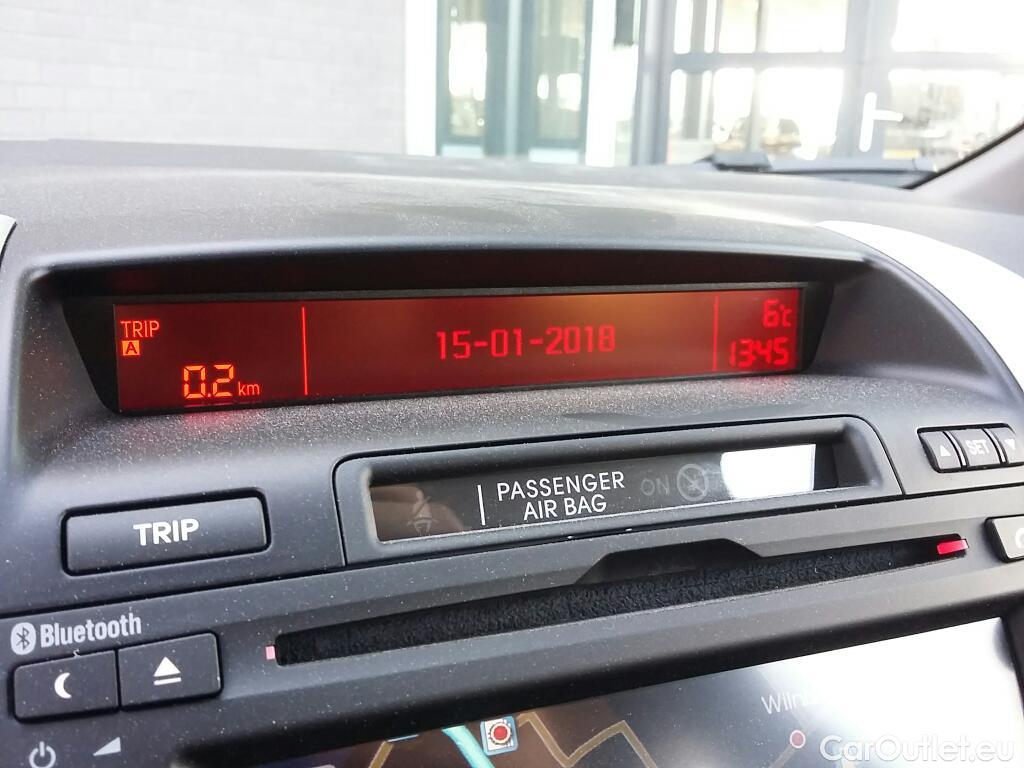 TRIP
A
0.2 km
15-01-2018
6°C
13:45
PASSENGER
AIR BAG
ON
SET
TRIP
Bluetooth
CarOutlet.eu